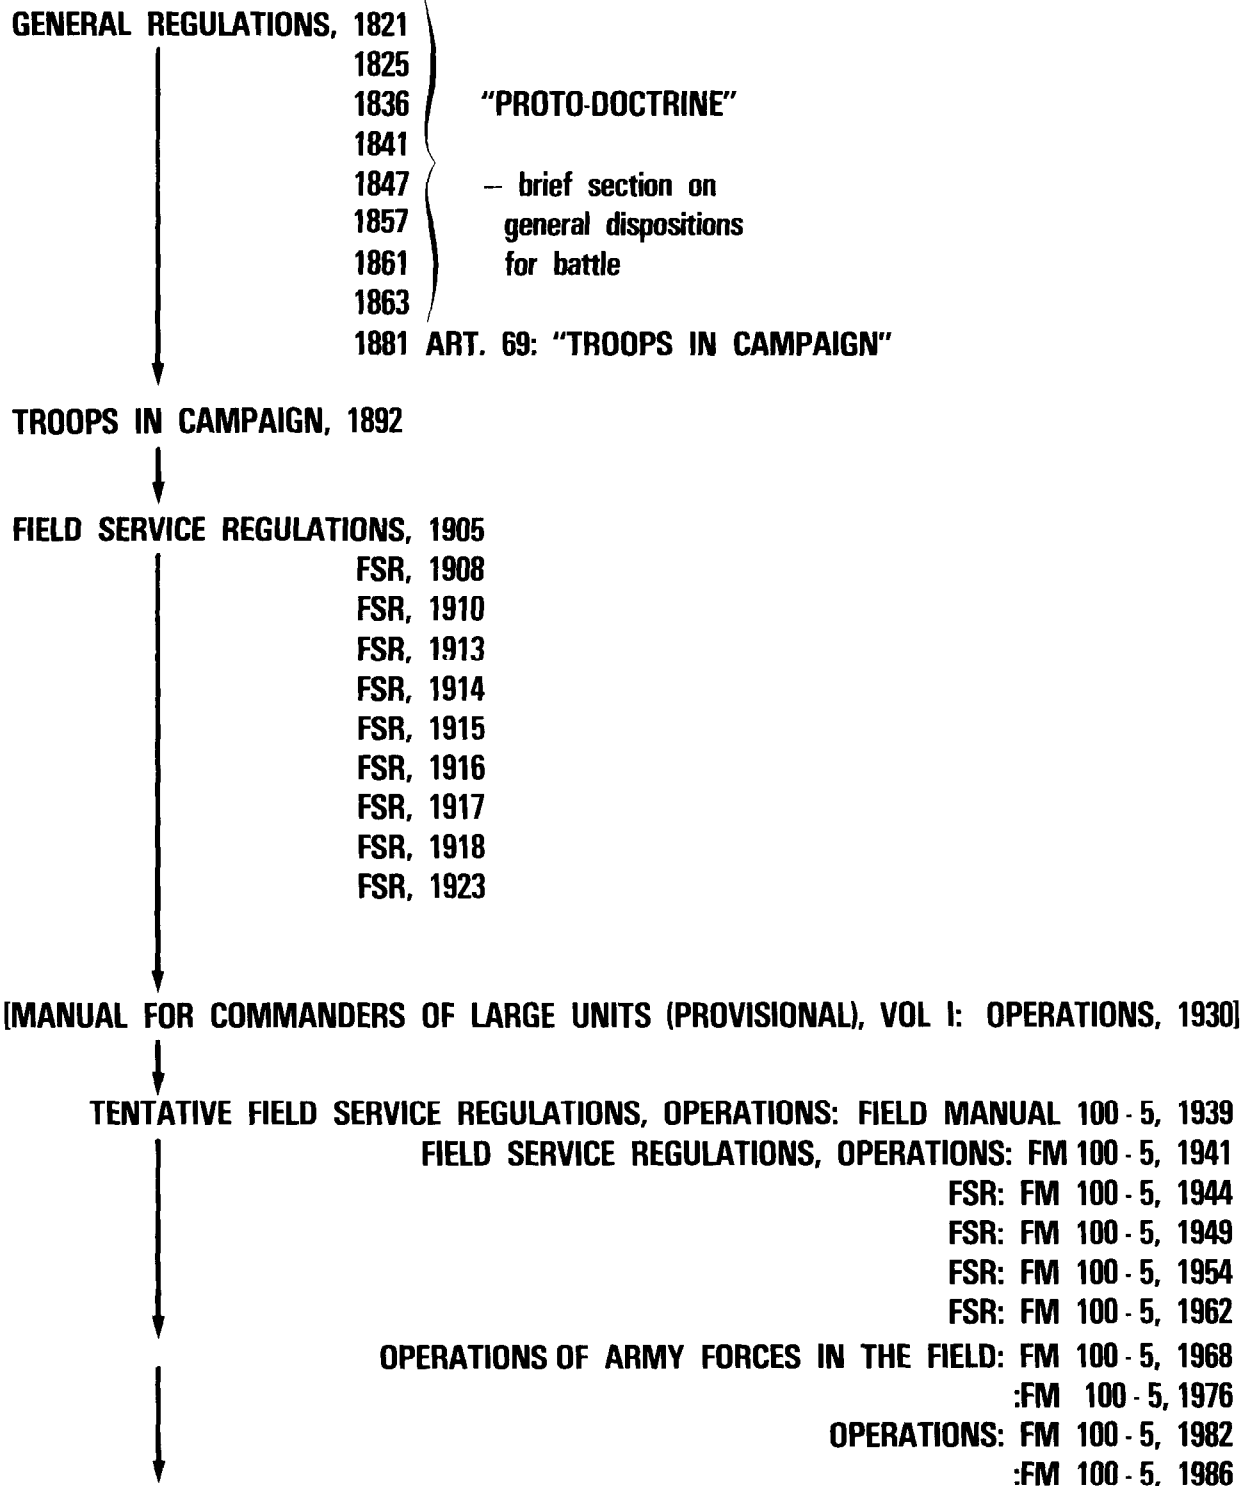 GENERAL REGULATIONS, 1821
1825
1836 "PROTO-DOCTRINE"
1841
1847 – brief section on
1857 general dispositions
1861 for battle
1863
1881 ART. 69: "TROOPS IN CAMPAIGN"
TROOPS IN CAMPAIGN, 1892
FIELD SERVICE REGULATIONS, 1905
FSR, 1908
FSR, 1910
FSR, 1913
FSR, 1914
FSR, 1915
FSR, 1916
FSR, 1917
FSR, 1918
FSR, 1923
[MANUAL FOR COMMANDERS OF LARGE UNITS (PROVISIONAL), VOL I: OPERATIONS, 1930]
TENTATIVE FIELD SERVICE REGULATIONS, OPERATIONS: FIELD MANUAL 100-5, 1939
FIELD SERVICE REGULATIONS, OPERATIONS: FM 100-5, 1941
FSR: FM 100-5, 1944
FSR: FM 100-5, 1949
FSR: FM 100-5, 1954
FSR: FM 100-5, 1962
OPERATIONS OF ARMY FORCES IN THE FIELD: FM 100-5, 1968
:FM 100-5, 1976
OPERATIONS: FM 100-5, 1982
:FM 100-5, 1986